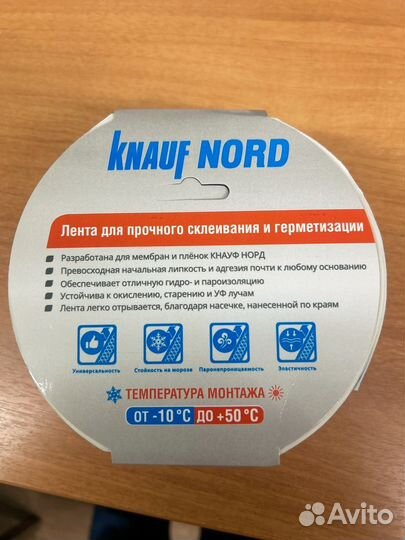 KNAUF NORD
Лента для прочного склеивания и герметизации
Разработана для мембран и плёнок КНАУФ НОРД
Превосходная начальная липкость и адгезия почти к любому основанию
Обеспечивает отличную гидро- и пароизоляцию
Устойчива к окислению, старению и УФ лучам
Лента легко отрывается, благодаря насечке, нанесенной по краям
Универсальность Стойкость на морозе Паронепроницаемость Эластичность
ТЕМПЕРАТУРА МОНТАЖА
ОТ -10°C ДО +50°C
Avito